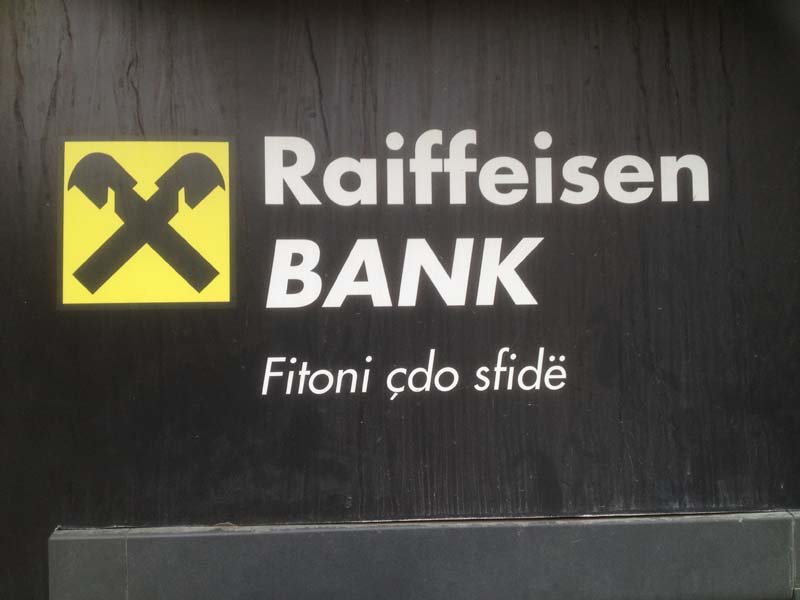 Raiffeisen
BANK
Fitoni çdo sfidë